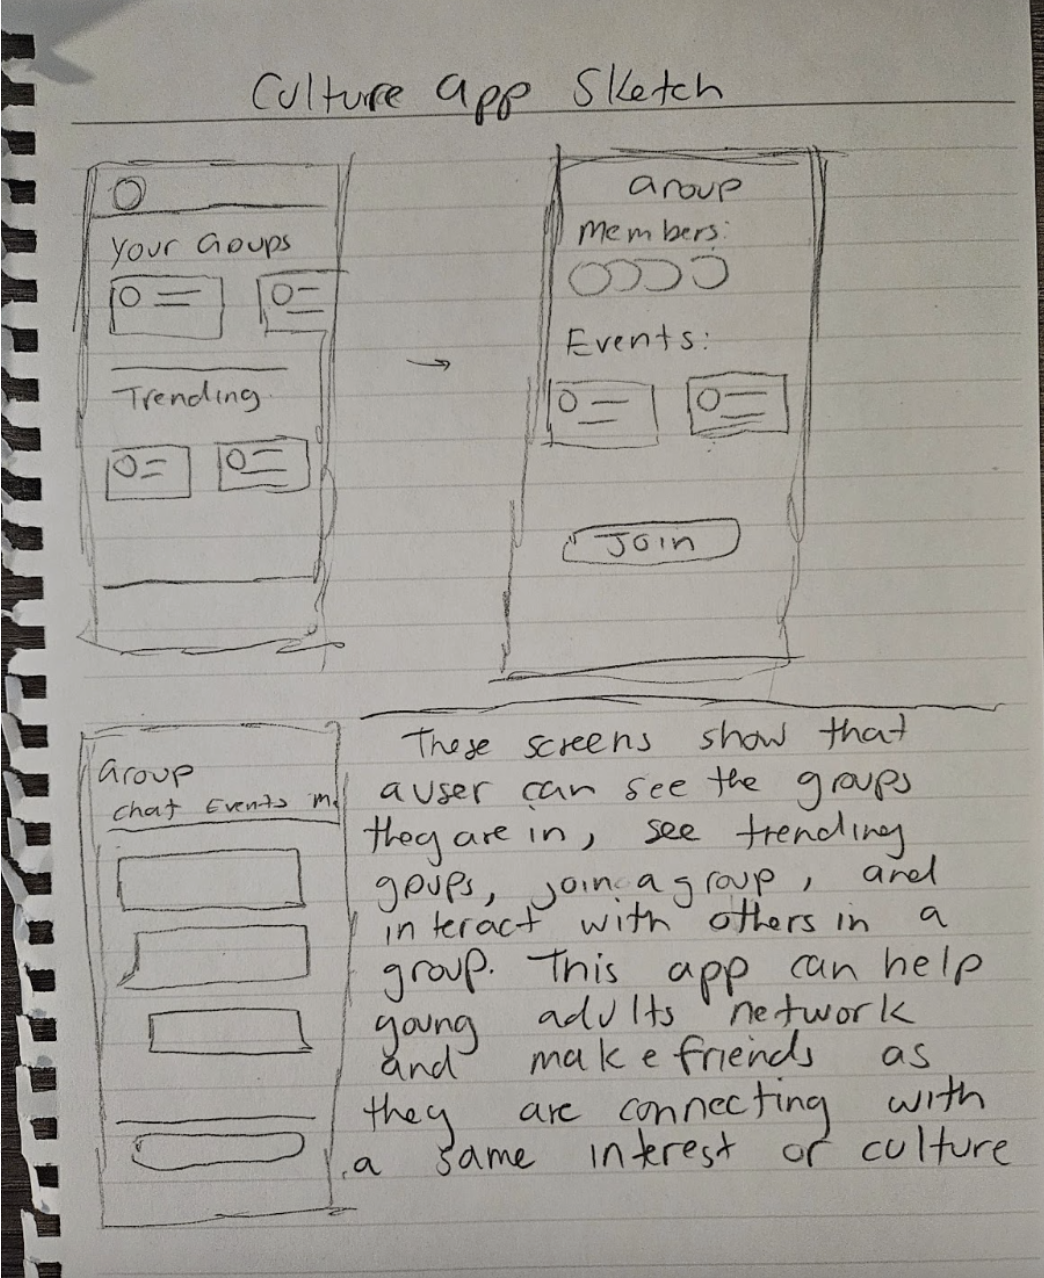 Culture app Sketch
Your Goups
Trending
Group
Members:
Events:
Join
Group
chat Events m
These screens show that
a user can see the groups
they are in, see trending
goups, join a group, and
interact with others in a
group. This app can help
young adults network
and make friends as
they are connecting with
a same interest or culture